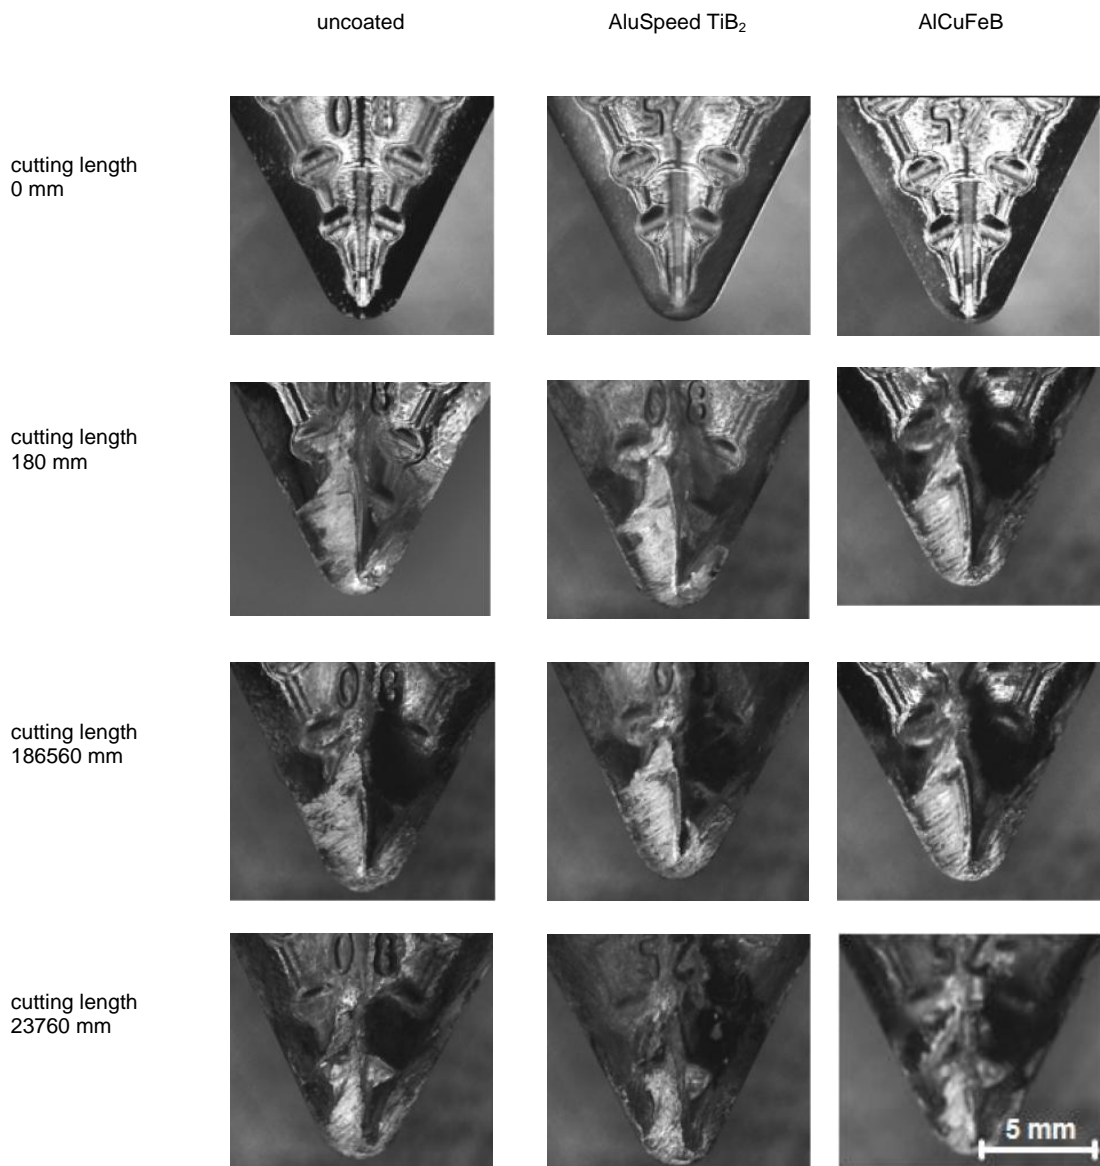 uncoated AluSpeed TiB₂ AlCuFeB
cutting length
0 mm
cutting length
180 mm
cutting length
186560 mm
cutting length
23760 mm
5 mm